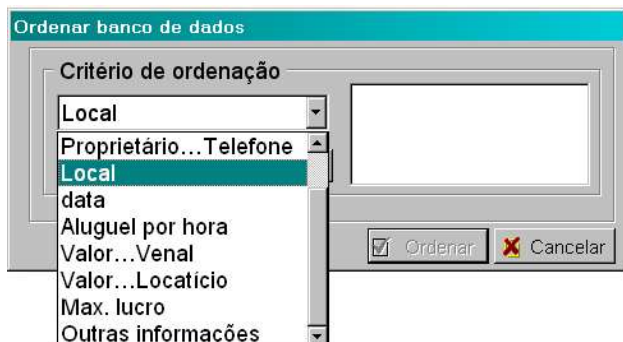 Ordenar banco de dados
Critério de ordenação
Local
Proprietário...Telefone
Local
data
Aluguel por hora
Valor...Venal
Valor...Locatício
Max. lucro
Outras informações
Ordenar
Cancelar